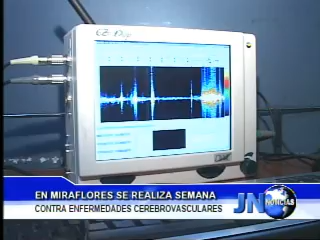 EN MIRAFLORES SE REALIZA SEMANA
CONTRA ENFERMEDADES CEREBROVASCULARES
JN
NOTICIAS